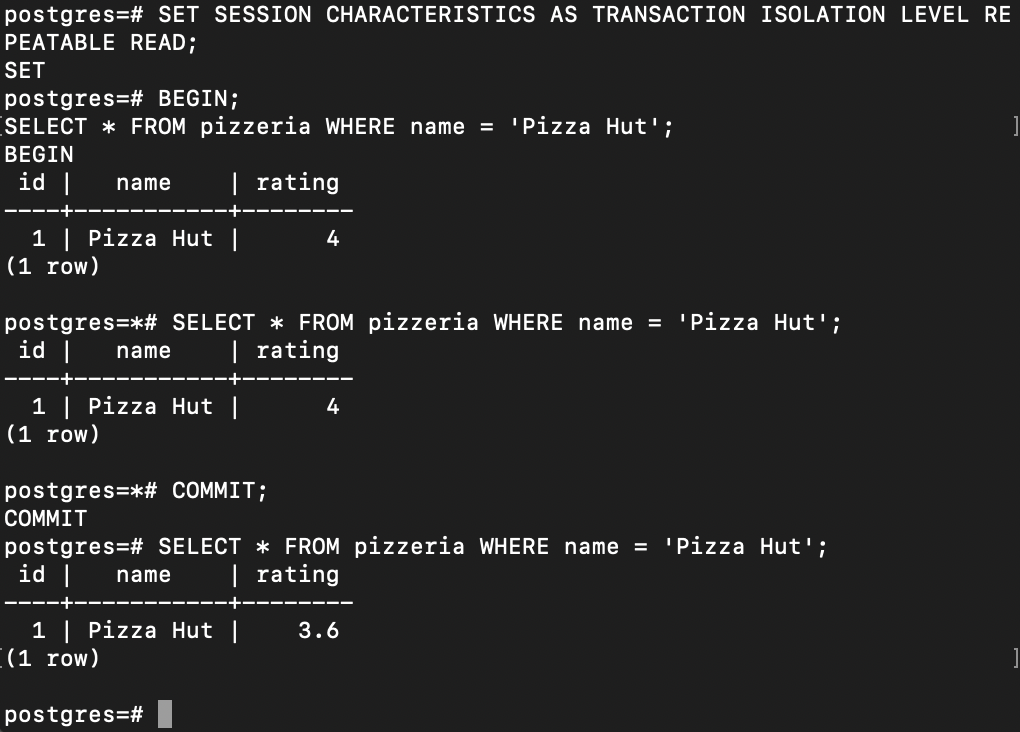 postgres=# SET SESSION CHARACTERISTICS AS TRANSACTION ISOLATION LEVEL RE
PEATABLE READ;
SET
postgres=# BEGIN;
[SELECT * FROM pizzeria WHERE name = 'Pizza Hut';                        ]
BEGIN
 id |   name    | rating
----+-----------+--------
  1 | Pizza Hut |      4
(1 row)

postgres=*# SELECT * FROM pizzeria WHERE name = 'Pizza Hut';
 id |   name    | rating
----+-----------+--------
  1 | Pizza Hut |      4
(1 row)

postgres=*# COMMIT;
COMMIT
postgres=# SELECT * FROM pizzeria WHERE name = 'Pizza Hut';
 id |   name    | rating
----+-----------+--------
  1 | Pizza Hut |    3.6
[(1 row)                                                                 ]

postgres=#